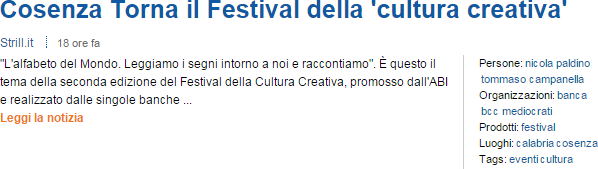 Cosenza Torna il Festival della 'cultura creativa'
Strill.it 18 ore fa
"L'alfabeto del Mondo. Leggiamo i segni intorno a noi e raccontiamo". È questo il
tema della seconda edizione del Festival della Cultura Creativa, promosso dall'ABI
e realizzato dalle singole banche ...
Leggi la notizia
Persone: nicola paldino
tommaso campanella
Organizzazioni: banca
bcc mediocrati
Prodotti: festival
Luoghi: calabria cosenza
Tags: eventi cultura